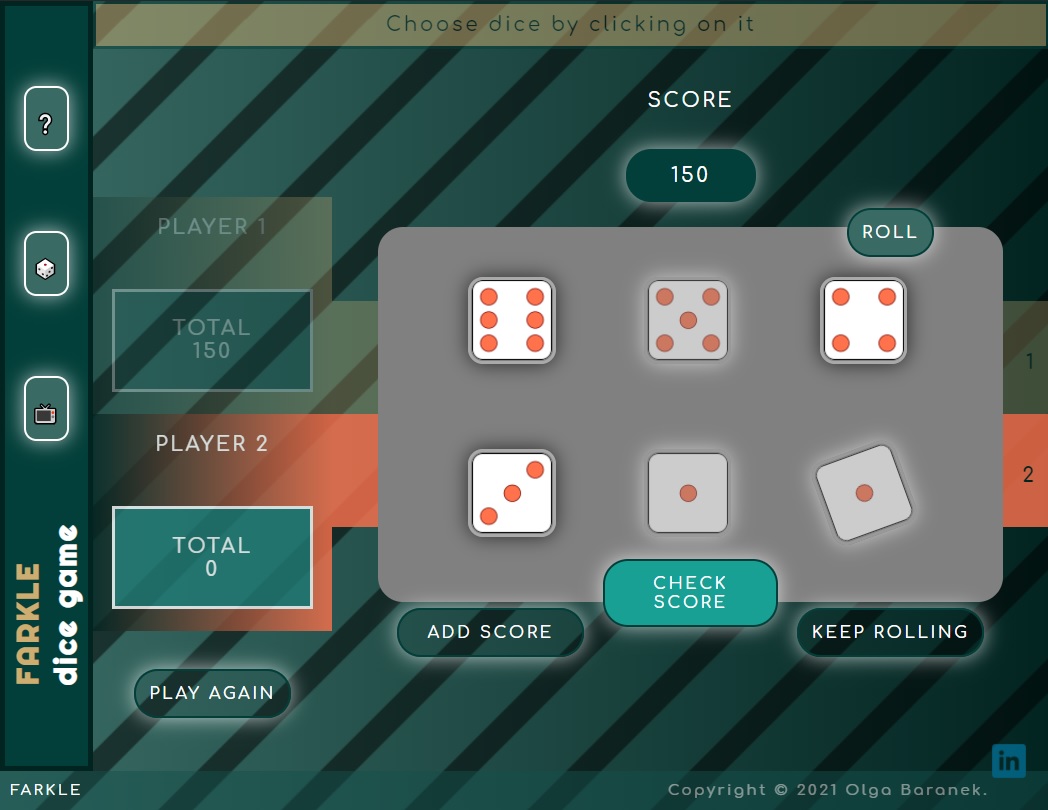 Choose dice by clicking on it
?
SCORE
150
ROLL
PLAYER 1
TOTAL
150
1
PLAYER 2
TOTAL
0
2
CHECK
SCORE
ADD SCORE
KEEP ROLLING
PLAY AGAIN
FARKLE
dice game
in
FARKLE
Copyright © 2021 Olga Baranek.